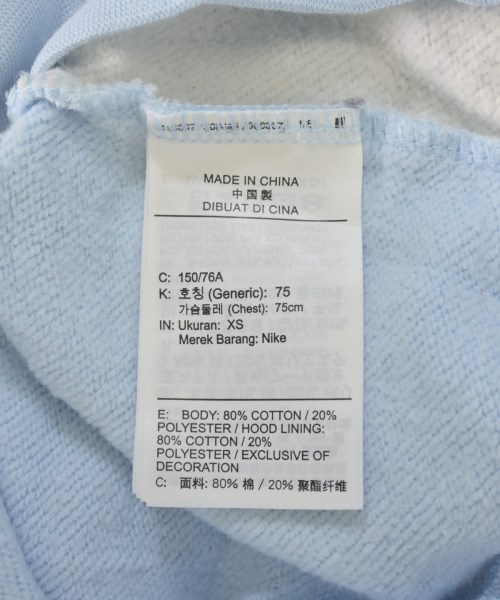 MADE IN CHINA
中国製
DIBUAT DI CINA
C: 150/76A
K: 호칭 (Generic): 75
가슴둘레 (Chest): 75cm
IN: Ukuran: XS
Merek Barang: Nike
E: BODY: 80% COTTON / 20%
POLYESTER / HOOD LINING:
80% COTTON / 20%
POLYESTER / EXCLUSIVE OF
DECORATION
C: 面料: 80% 棉 / 20% 聚酯纤维